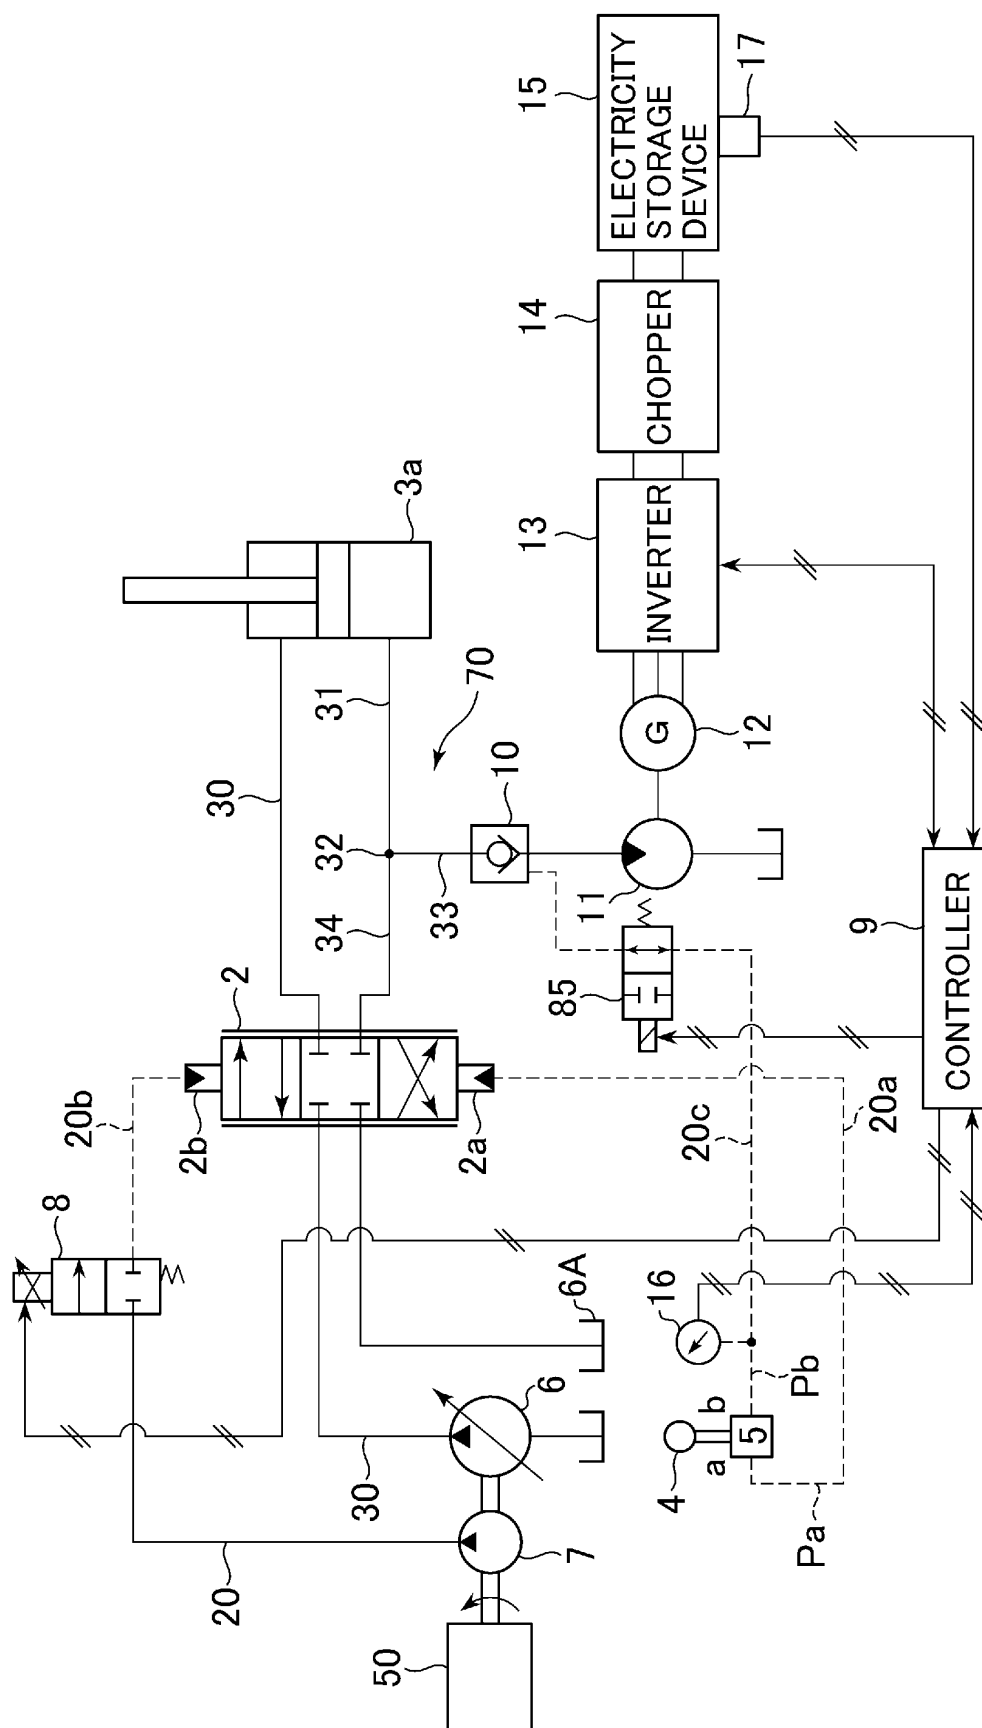 15
ELECTRICITY
STORAGE
DEVICE
17
14
CHOPPER
13
INVERTER
3a
30
31
70
12
G
10
32
33
34
11
2
85
9
CONTROLLER
20b
2b
2a
20c
20a
8
6A
16
6
30
4
a
b
5
Pb
Pa
20
7
50